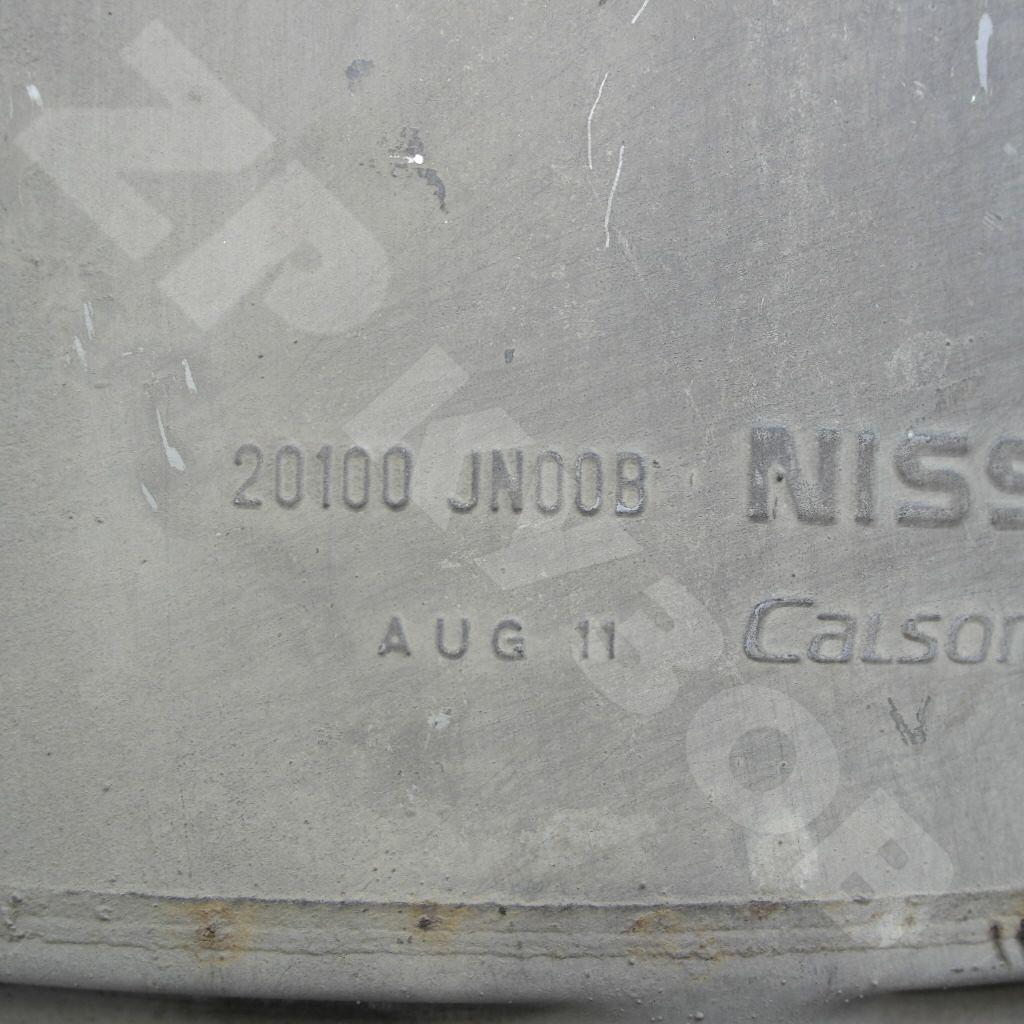 20100 JN00B NISS
AUG 11 Calson
V